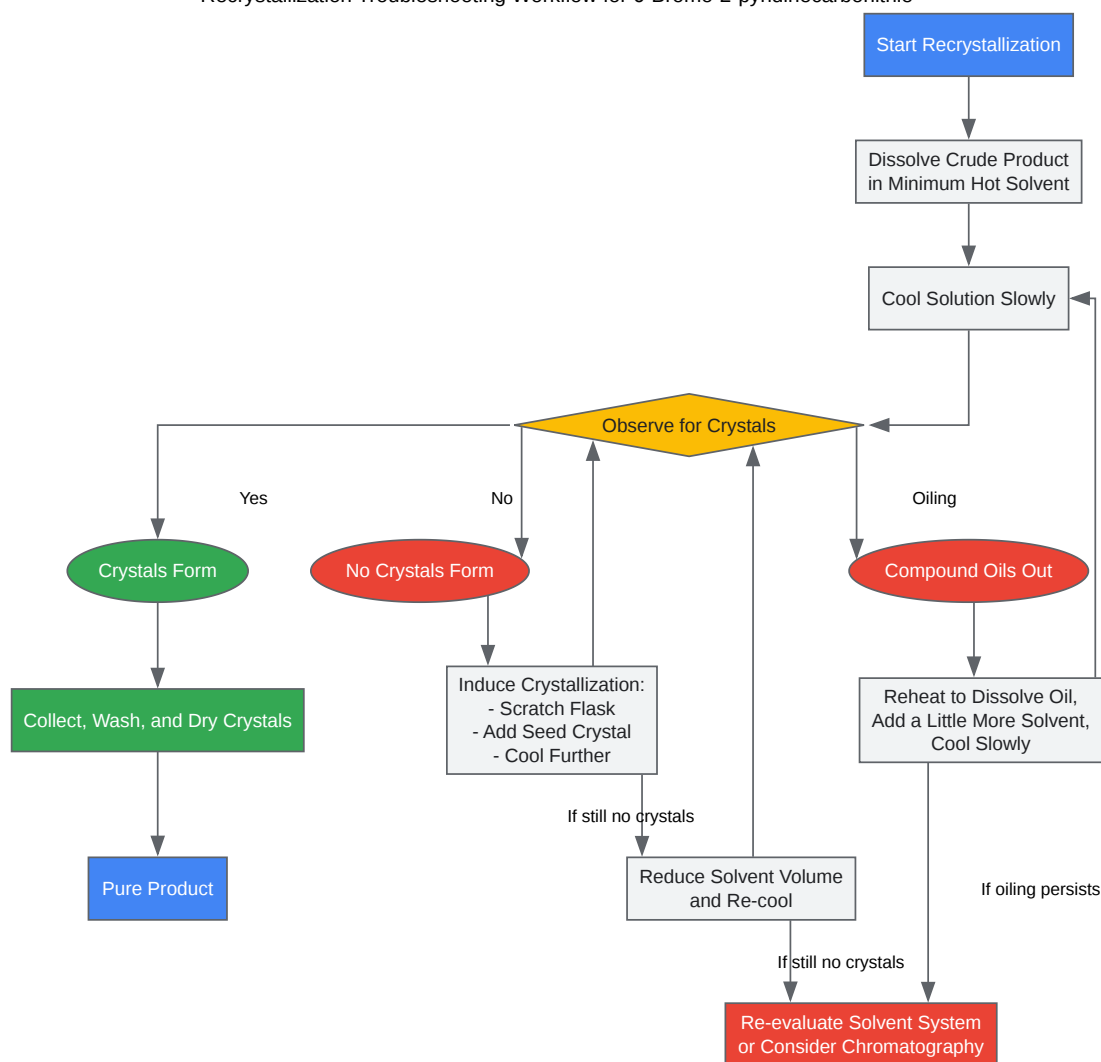 Start Recrystallization
Dissolve Crude Product
in Minimum Hot Solvent
Cool Solution Slowly
Observe for Crystals
Yes
No
Oiling
Crystals Form
No Crystals Form
Compound Oils Out
Collect, Wash, and Dry Crystals
Induce Crystallization:
- Scratch Flask
- Add Seed Crystal
- Cool Further
Reheat to Dissolve Oil,
Add a Little More Solvent,
Cool Slowly
If still no crystals
Pure Product
Reduce Solvent Volume
and Re-cool
If oiling persists
If still no crystals
Re-evaluate Solvent System
or Consider Chromatography